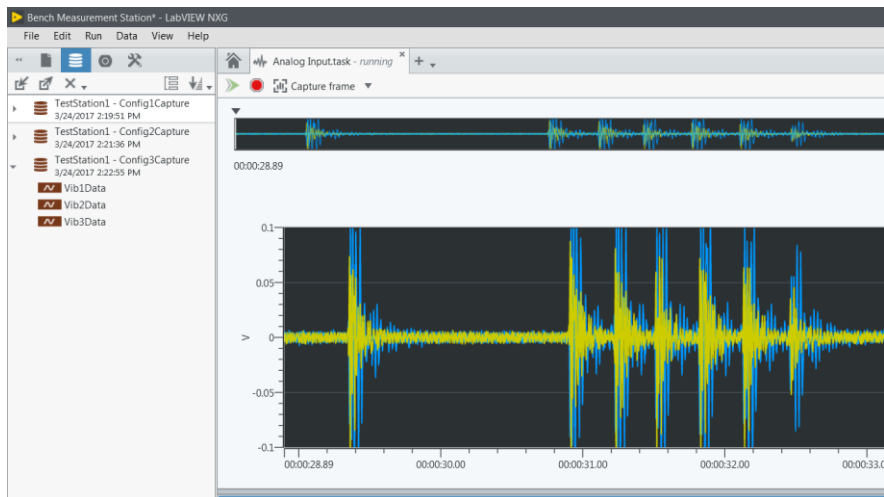 Bench Measurement Station* - LabVIEW NXG
File Edit Run Data View Help
Analog Input.task - running
Capture frame
TestStation1 - Config1Capture
3/24/2017 2:19:51 PM
TestStation1 - Config2Capture
3/24/2017 2:21:36 PM
TestStation1 - Config3Capture
3/24/2017 2:22:55 PM
Vib1Data
Vib2Data
Vib3Data
00:00:28.89
0.1
0.05
V
0
-0.05
-0.1
00:00:28.89 00:00:30.00 00:00:31.00 00:00:32.00 00:00:33.0